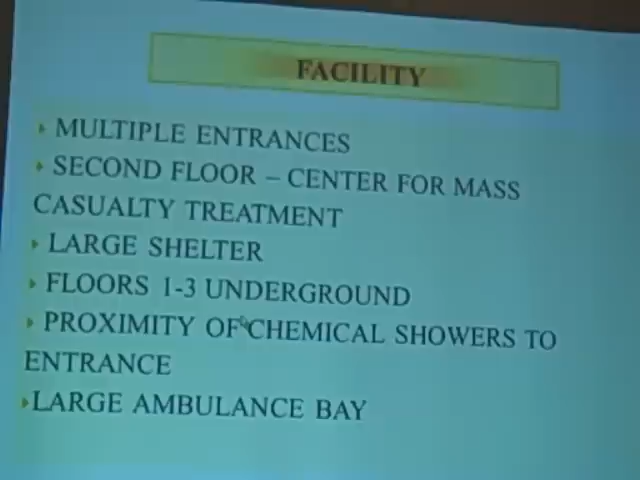 FACILITY
MULTIPLE ENTRANCES
SECOND FLOOR – CENTER FOR MASS
CASUALTY TREATMENT
LARGE SHELTER
FLOORS 1-3 UNDERGROUND
PROXIMITY OF CHEMICAL SHOWERS TO
ENTRANCE
LARGE AMBULANCE BAY